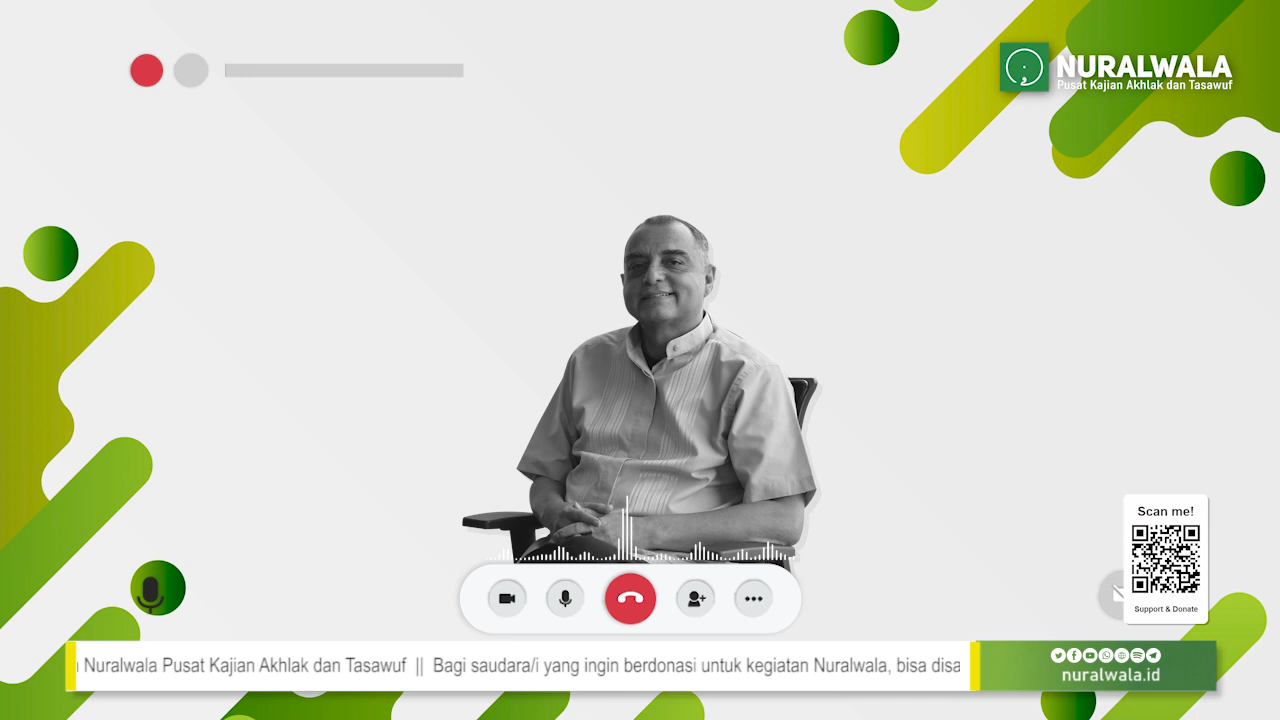 NURALWALA
Pusat Kajian Akhlak dan Tasawuf
Scan me!
Support & Donate
Nuralwala Pusat Kajian Akhlak dan Tasawuf || Bagi saudara/i yang ingin berdonasi untuk kegiatan Nuralwala, bisa disa
nuralwala.id